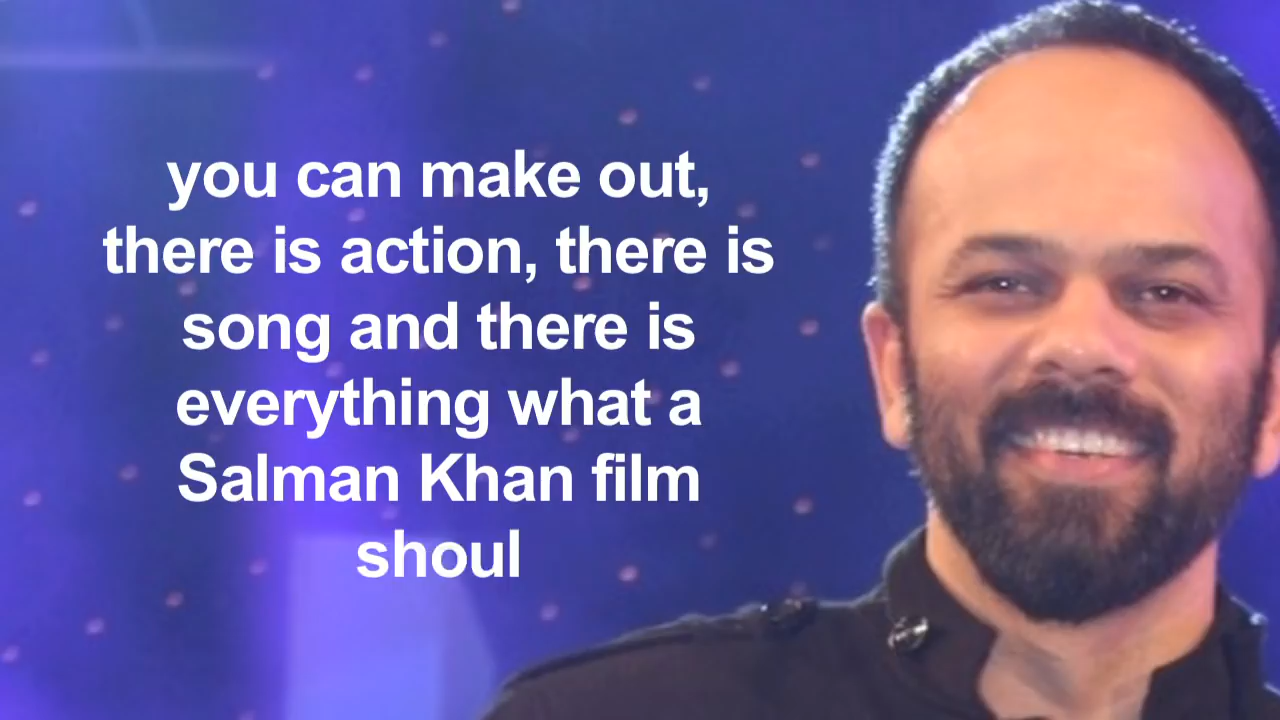 you can make out,
there is action, there is
song and there is
everything what a
Salman Khan film
shoul